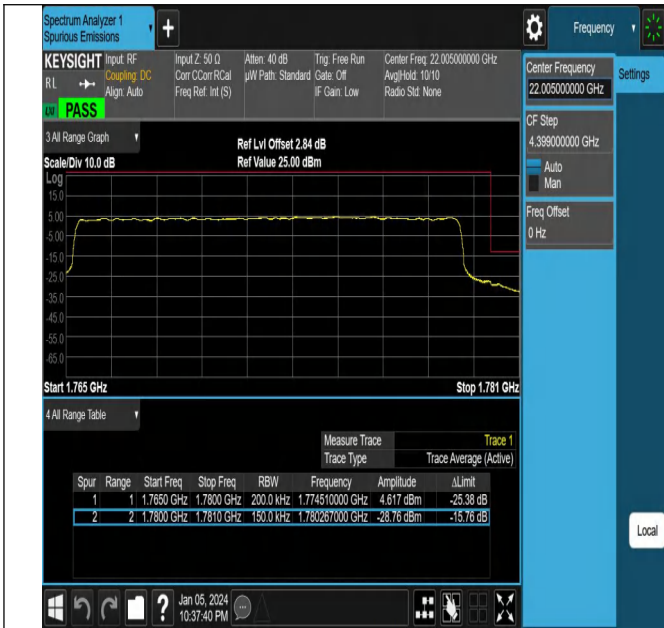 Spectrum Analyzer 1
Spurious Emissions
+
Frequency
KEYSIGHT Input: RF Input Z: 50 Ω Atten: 40 dB Trig: Free Run Center Freq: 22.005000000 GHz
RL Coupling: DC Corr CCorr RCal µW Path: Standard Gate: Off Avg|Hold: 10/10
Align: Auto Freq Ref: Int (S) IF Gain: Low Radio Std: None
PASS
Center Frequency
22.005000000 GHz
Settings
CF Step
4.399000000 GHz
Auto
Man
Freq Offset
0 Hz
3 All Range Graph
Ref Lvl Offset 2.84 dB
Scale/Div 10.0 dB Ref Value 25.00 dBm
Log
15.0
5.00
-5.00
-15.0
-25.0
-35.0
-45.0
-55.0
-65.0
Start 1.765 GHz Stop 1.781 GHz
4 All Range Table
Measure Trace Trace 1
Trace Type Trace Average (Active)
Spur Range Start Freq Stop Freq RBW Frequency Amplitude ΔLimit
1 1 1.7650 GHz 1.7800 GHz 200.0 kHz 1.774510000 GHz 4.617 dBm -25.38 dB
2 2 1.7800 GHz 1.7810 GHz 150.0 kHz 1.780267000 GHz -28.76 dBm -15.76 dB
Local
? Jan 05, 2024
10:37:40 PM